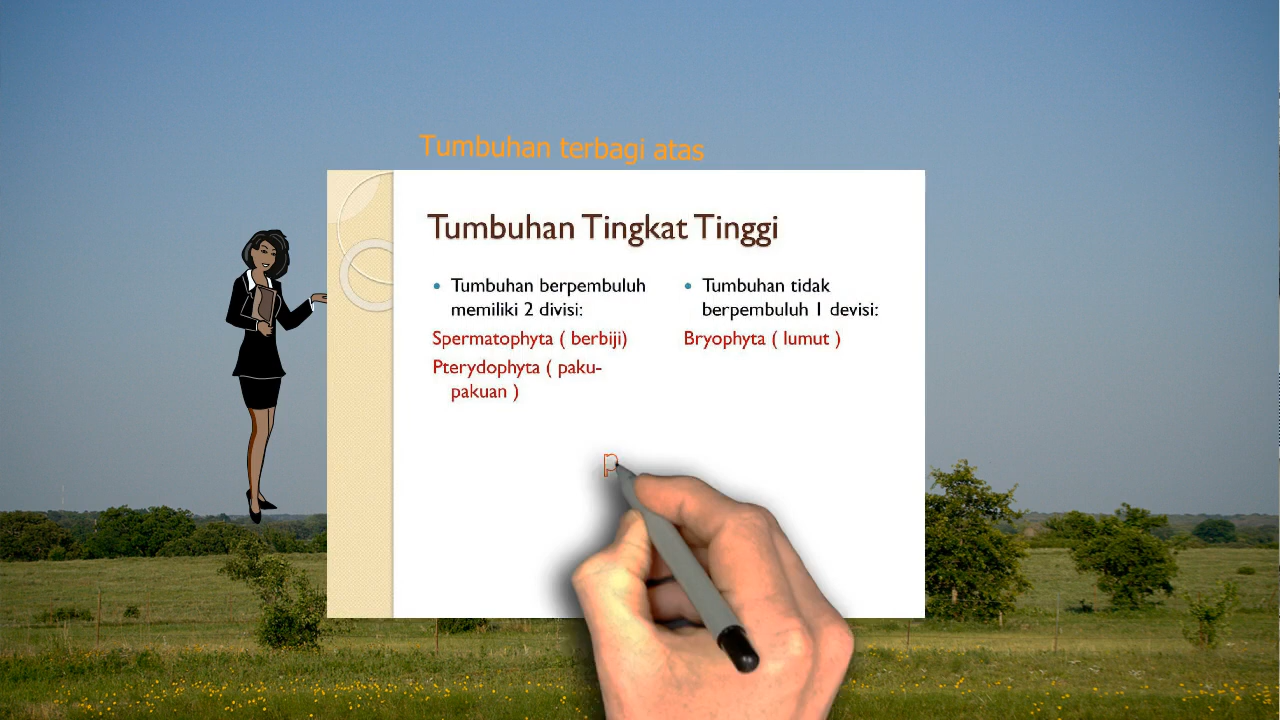 Tumbuhan terbagi atas
Tumbuhan Tingkat Tinggi
Tumbuhan berpembuluh
memiliki 2 divisi:
Spermatophyta ( berbiji)
Pterydophyta ( paku-
pakuan )
Tumbuhan tidak
berpembuluh 1 devisi:
Bryophyta ( lumut )
p